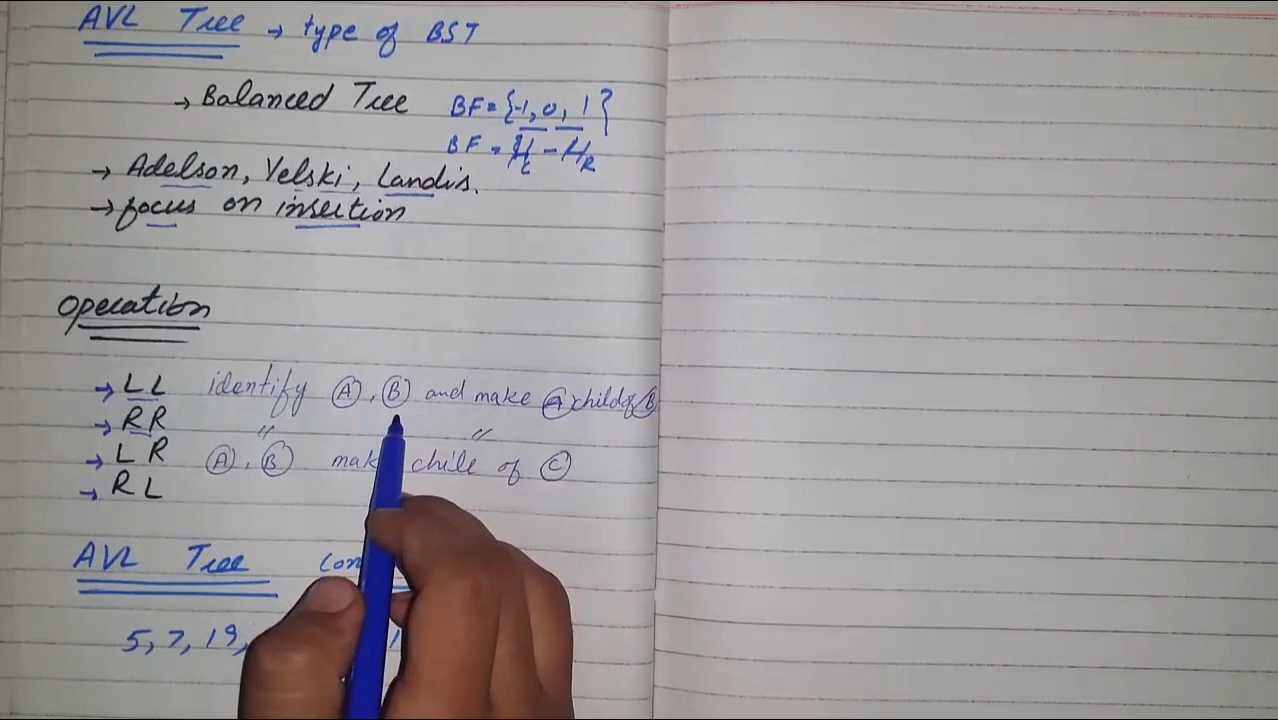 AVL Tree → type of BST
→ Balanced Tree BF = {-1, 0, 1}
BF = HL - HR
→ Adelson, Velski, Landis.
→ focus on insertion
Operation
→ LL identify A, B and make A child of B
→ RR " "
→ LR A, B make chile of C
→ RL
AVL Tree
5, 7, 19,